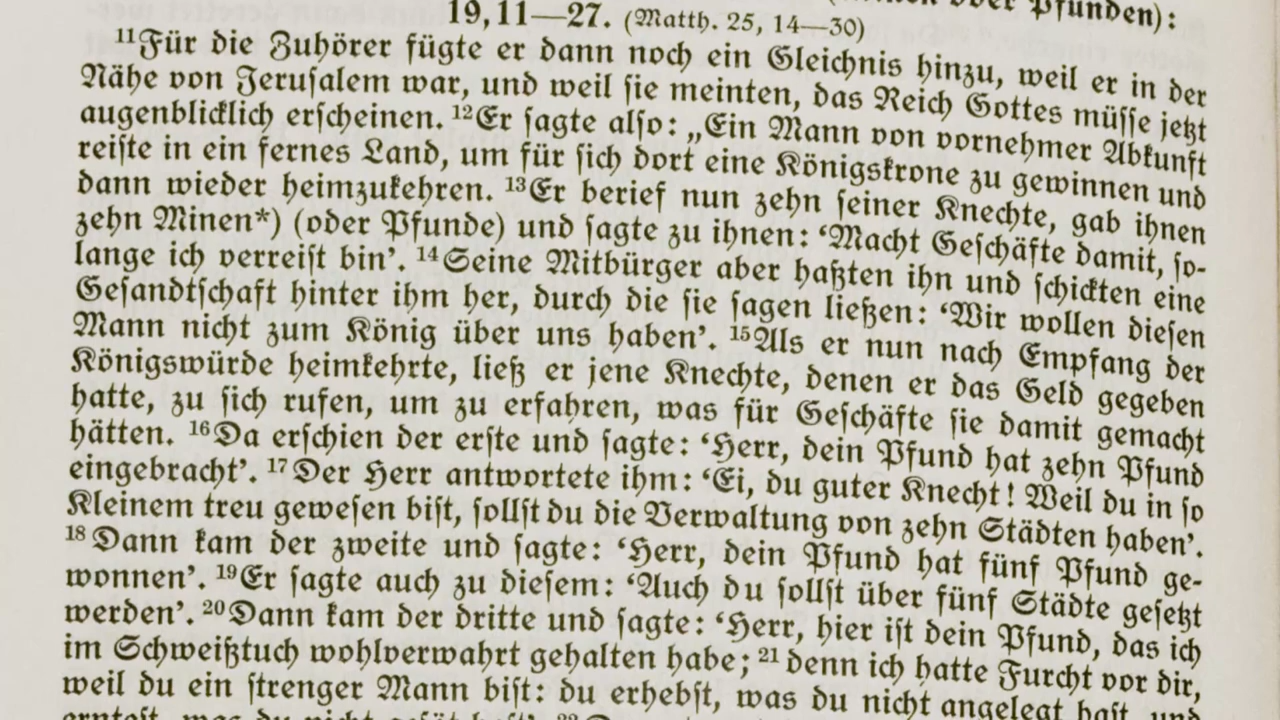 oder Pfunden):
19, 11—27. (Matth. 25, 14—30)
¹¹Für die Zuhörer fügte er dann noch ein Gleichnis hinzu, weil er in der
Nähe von Jerusalem war, und weil sie meinten, das Reich Gottes müsse jetzt
augenblicklich erscheinen. ¹²Er sagte also: „Ein Mann von vornehmer Abkunft
reiste in ein fernes Land, um für sich dort eine Königskrone zu gewinnen und
dann wieder heimzukehren. ¹³Er berief nun zehn seiner Knechte, gab ihnen
zehn Minen*) (oder Pfunde) und sagte zu ihnen: ‘Macht Geschäfte damit, so-
lange ich verreist bin’. ¹⁴Seine Mitbürger aber haßten ihn und schickten eine
Gesandtschaft hinter ihm her, durch die sie sagen ließen: ‘Wir wollen diesen
Mann nicht zum König über uns haben’. ¹⁵Als er nun nach Empfang der
Königswürde heimkehrte, ließ er jene Knechte, denen er das Geld gegeben
hatte, zu sich rufen, um zu erfahren, was für Geschäfte sie damit gemacht
hätten. ¹⁶Da erschien der erste und sagte: ‘Herr, dein Pfund hat zehn Pfund
eingebracht’. ¹⁷Der Herr antwortete ihm: ‘Ei, du guter Knecht! Weil du in so
Kleinem treu gewesen bist, sollst du die Verwaltung von zehn Städten haben’.
¹⁸Dann kam der zweite und sagte: ‘Herr, dein Pfund hat fünf Pfund ge-
wonnen’. ¹⁹Er sagte auch zu diesem: ‘Auch du sollst über fünf Städte gesetzt
werden’. ²⁰Dann kam der dritte und sagte: ‘Herr, hier ist dein Pfund, das ich
im Schweißtuch wohlverwahrt gehalten habe; ²¹denn ich hatte Furcht vor dir,
weil du ein strenger Mann bist: du erhebst, was du nicht angelegt hast, und